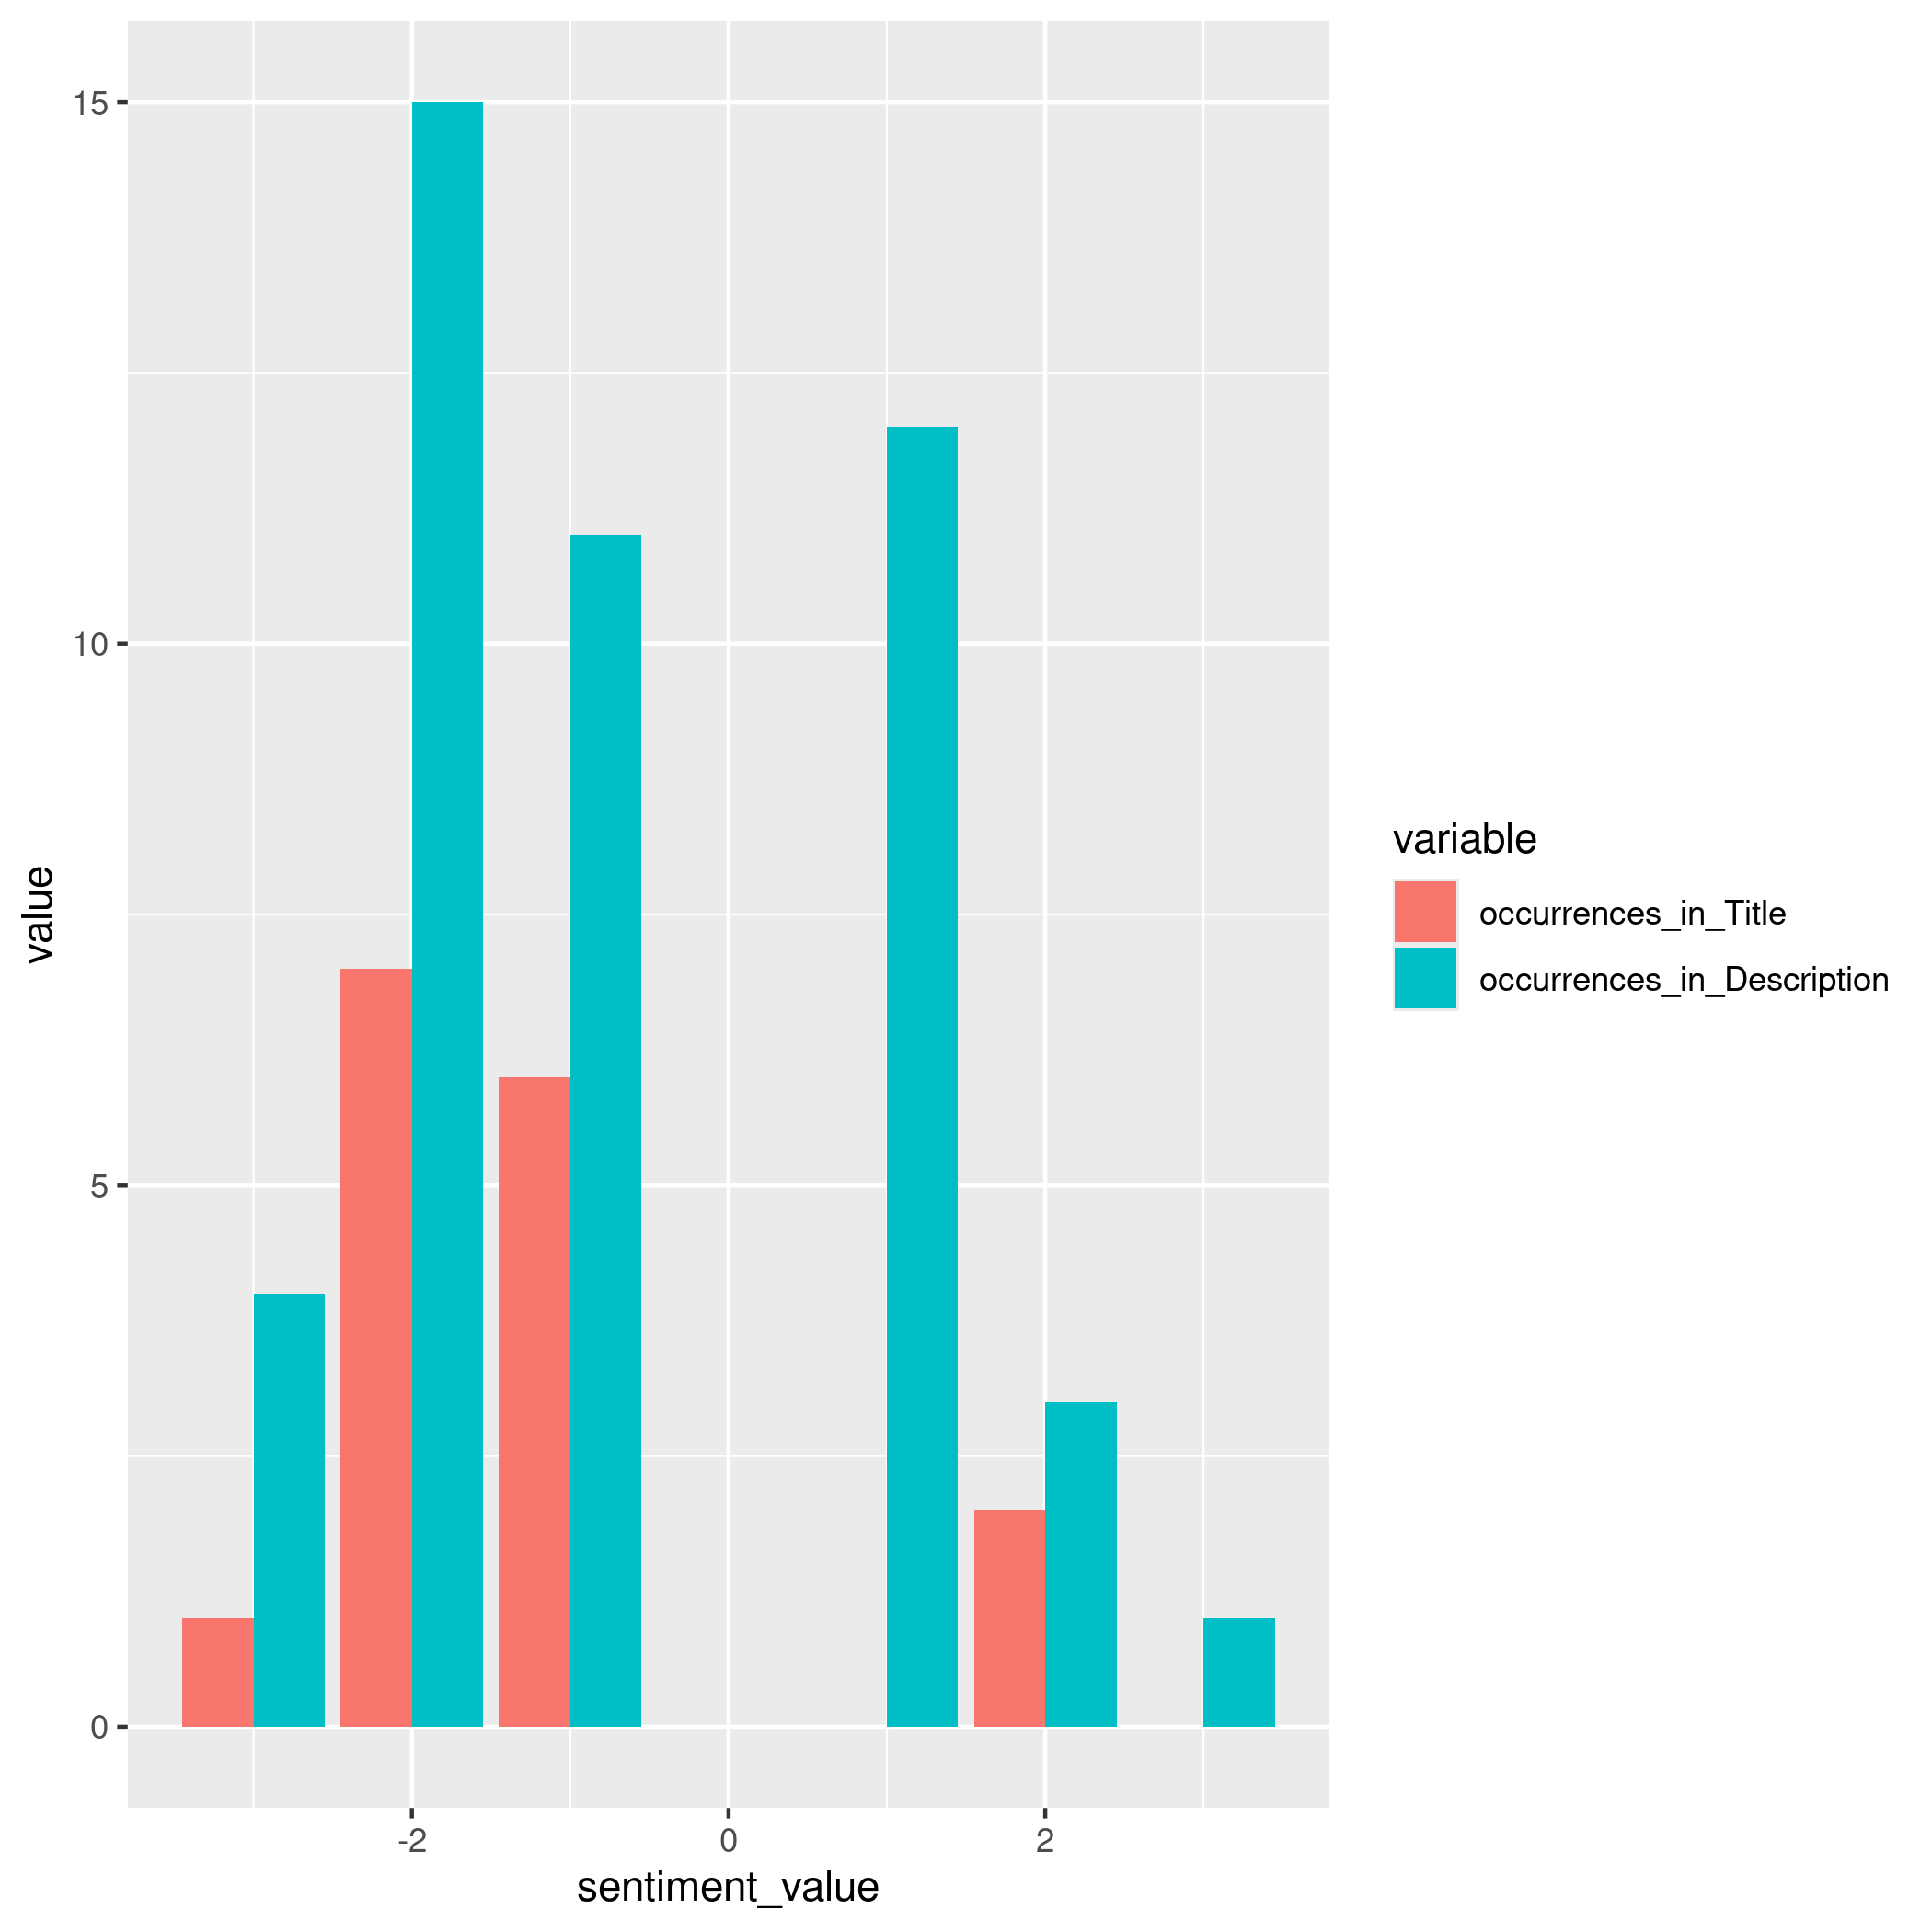 15
10
5
0
value
-2
0
2
sentiment_value
variable
occurrences_in_Title
occurrences_in_Description